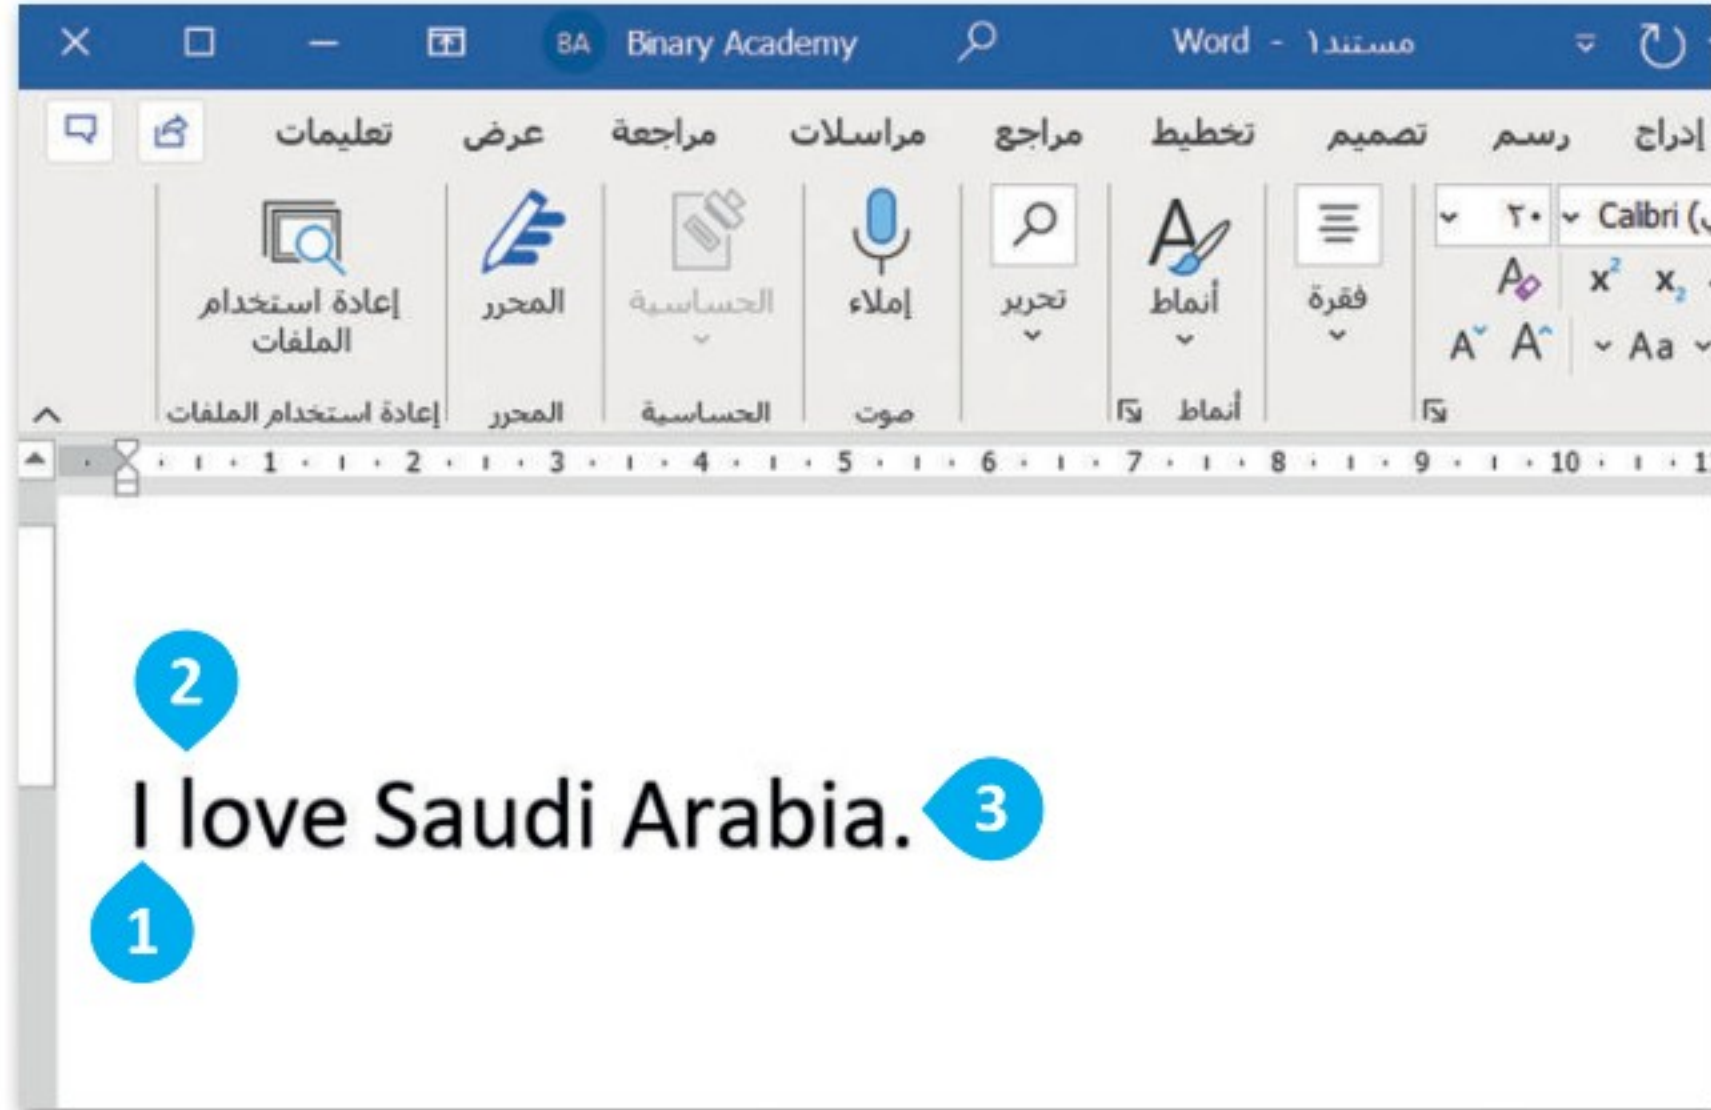 مستند١ - Word
Binary Academy BA
إدراج رسم تصميم تخطيط مراجع مراسلات مراجعة عرض تعليمات
Calibri ( ٢٠
x₂ x² A
Aa A A
فقرة
أنماط
تحرير
إملاء
الحساسية
المحرر
إعادة استخدام
الملفات
أنماط صوت الحساسية المحرر إعادة استخدام الملفات
1 2 3 4 5 6 7 8 9 10
2
I love Saudi Arabia. 3
1